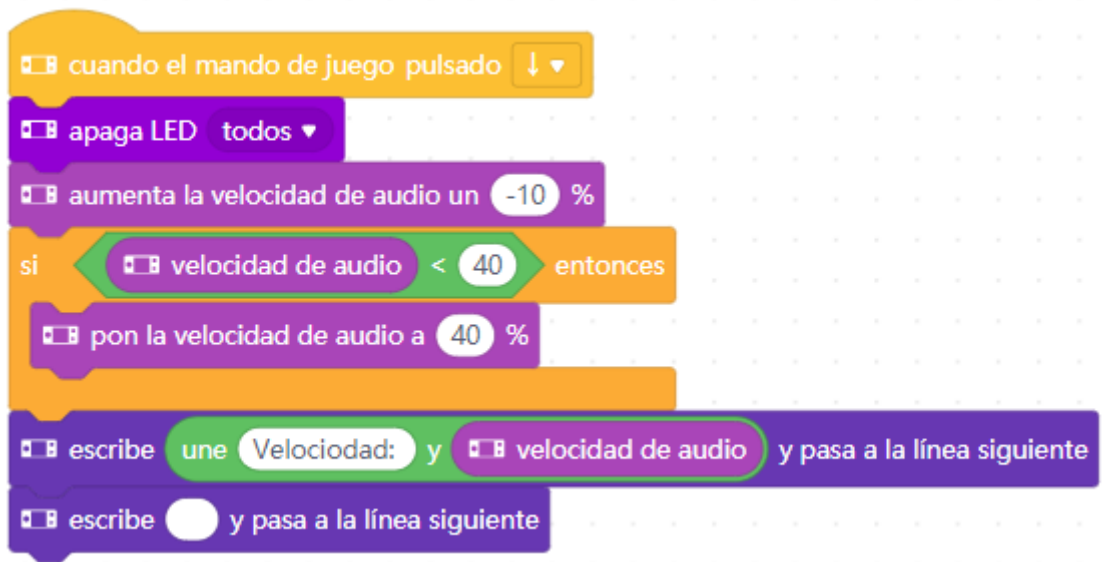 cuando el mando de juego pulsado ↓
apaga LED todos
aumenta la velocidad de audio un -10 %
si velocidad de audio < 40 entonces
pon la velocidad de audio a 40 %
escribe une Velociodad: y velocidad de audio y pasa a la línea siguiente
escribe y pasa a la línea siguiente